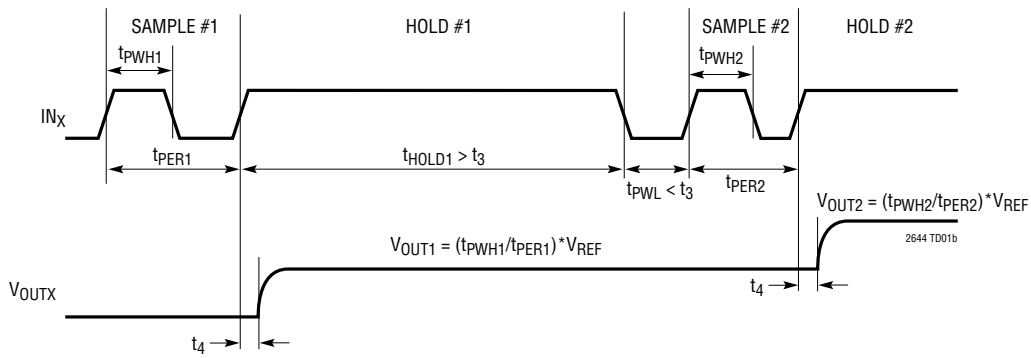 SAMPLE #1 HOLD #1 SAMPLE #2 HOLD #2
tPWH1 tPWH2
INX
tPER1 tHOLD1 > t3 tPWL < t3 tPER2
VOUT2 = (tPWH2/tPER2)*VREF
2644 TD01b
VOUT1 = (tPWH1/tPER1)*VREF
VOUTX
t4
t4